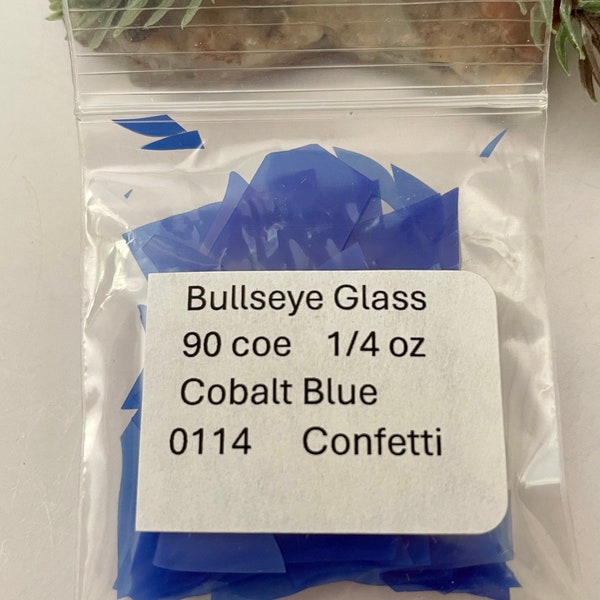 Bullseye Glass
90 coe 1/4 oz
Cobalt Blue
0114 Confetti